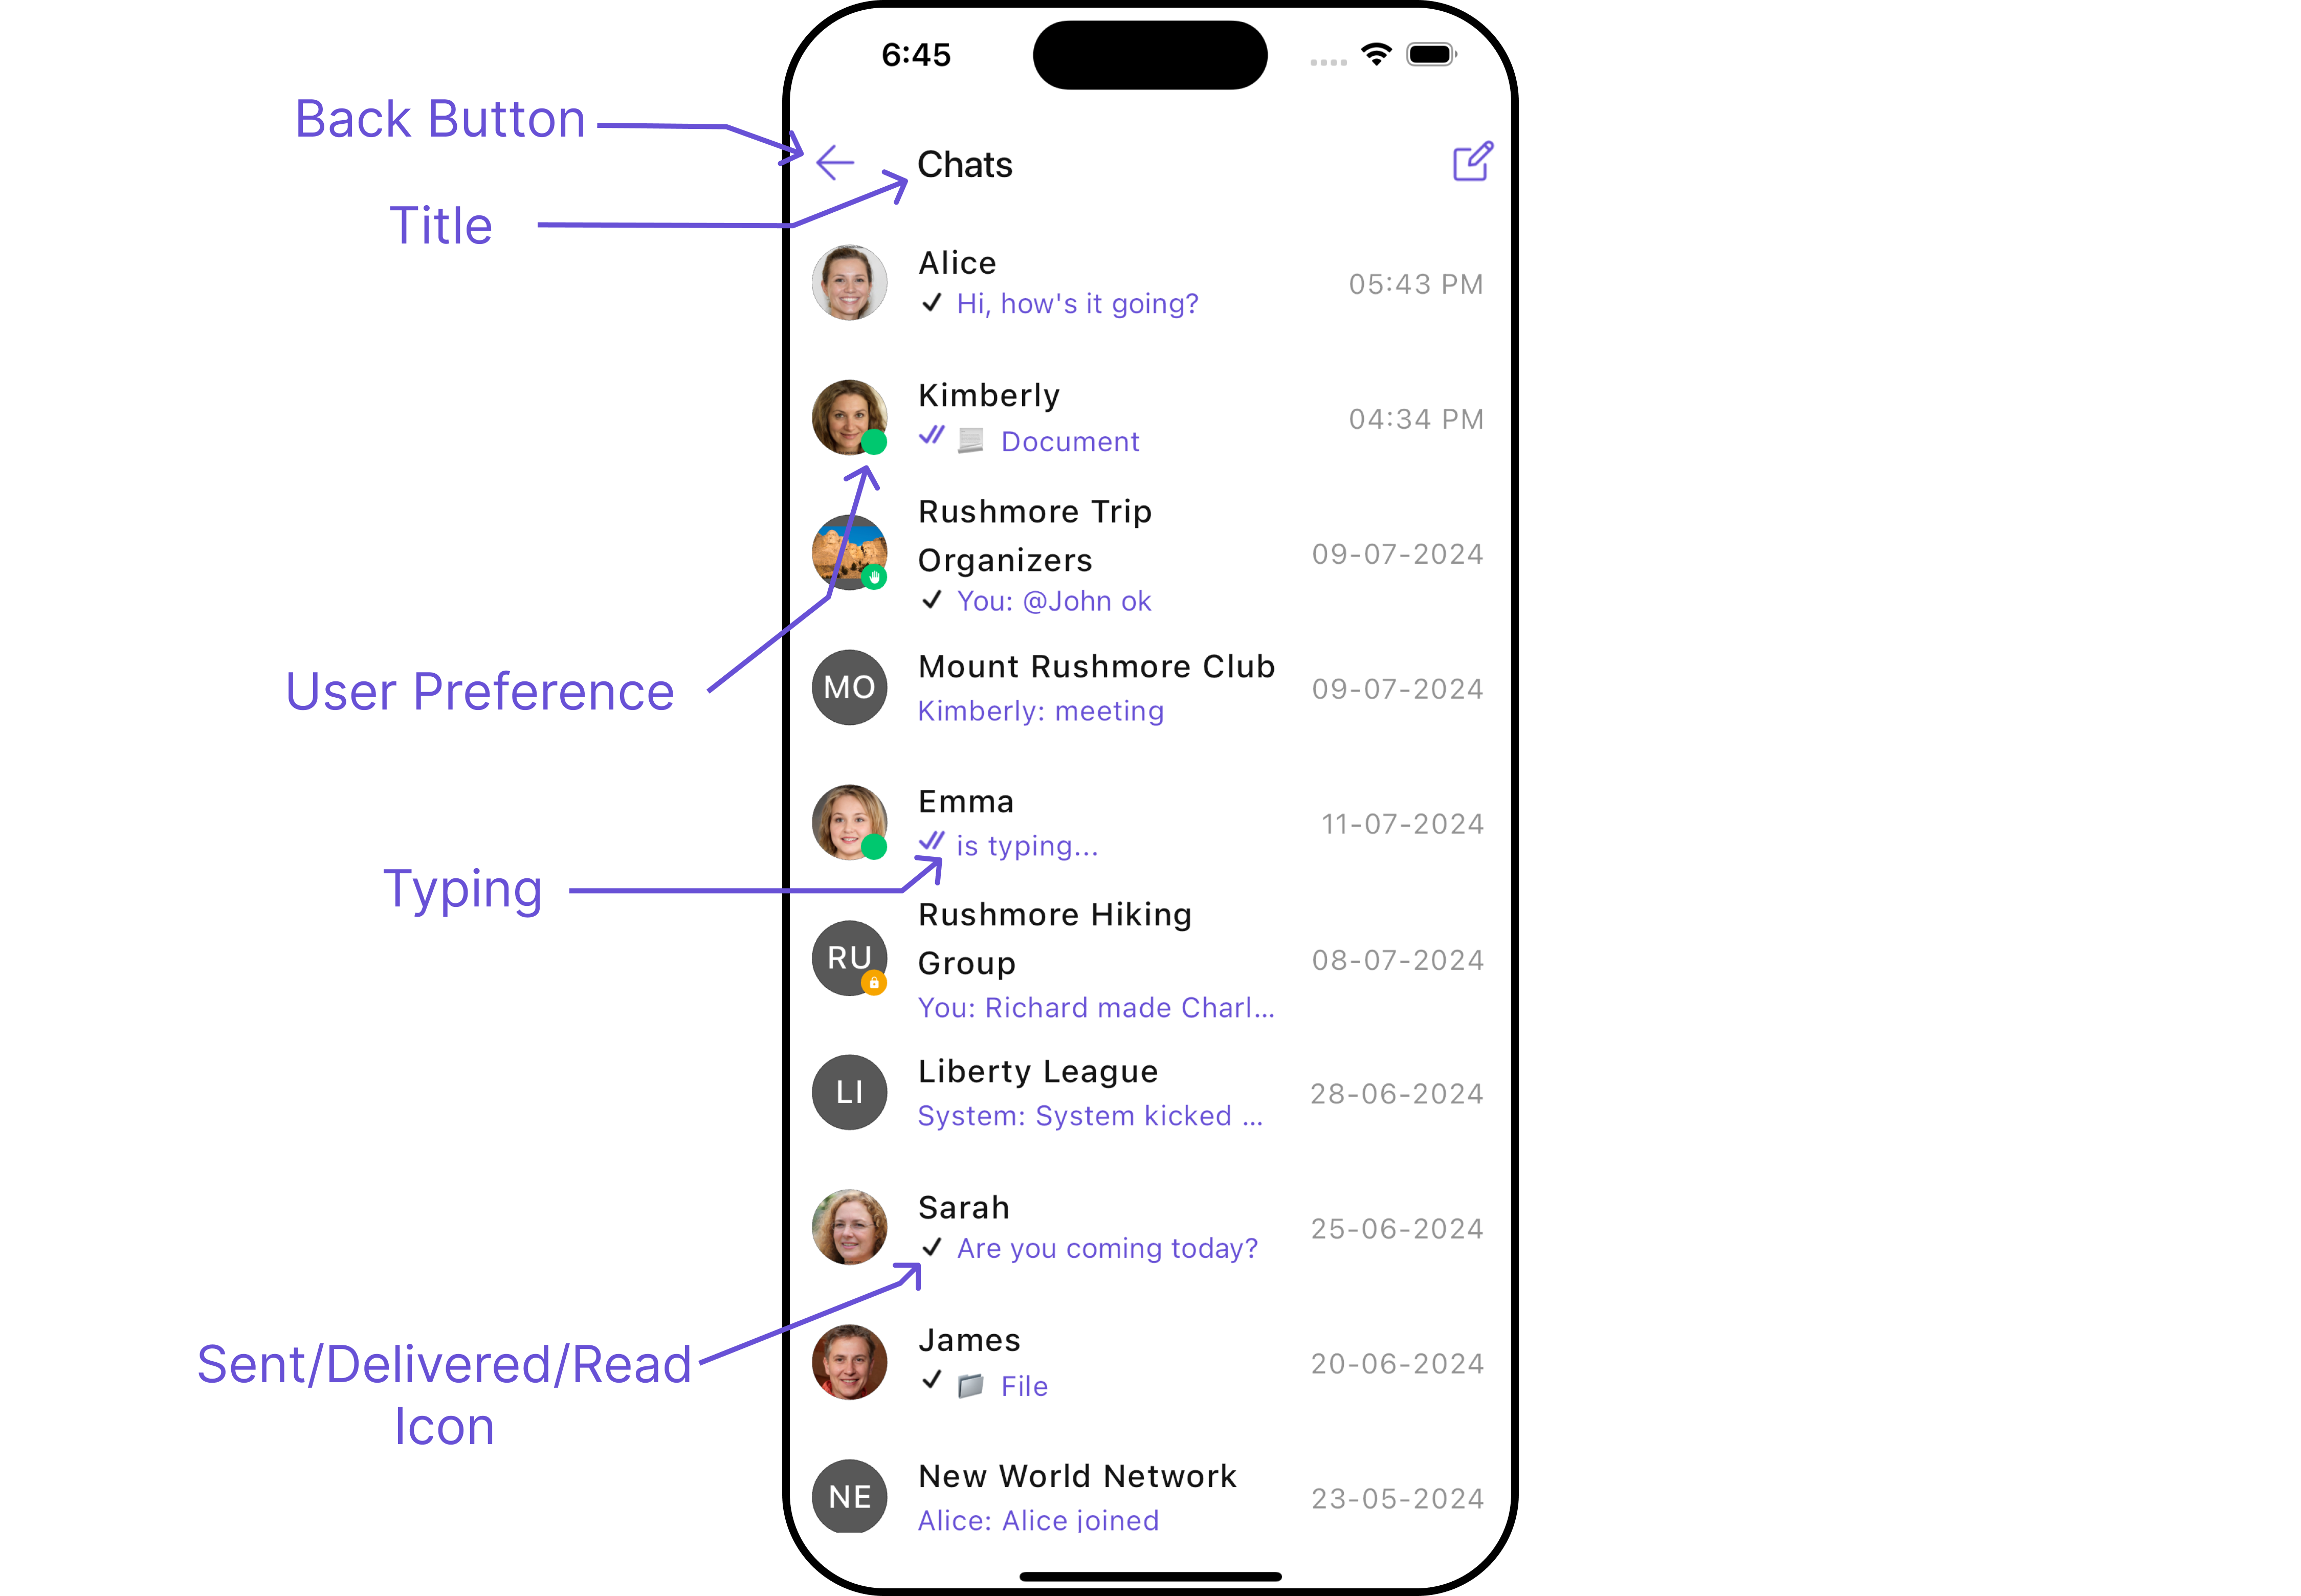 6:45
Back Button
Chats
Title
Alice
05:43 PM
Hi, how's it going?
Kimberly
04:34 PM
Document
Rushmore Trip
Organizers
09-07-2024
You: @John ok
User Preference
MO
Mount Rushmore Club
09-07-2024
Kimberly: meeting
Emma
11-07-2024
is typing...
Typing
RU
Rushmore Hiking
Group
08-07-2024
You: Richard made Charl...
LI
Liberty League
28-06-2024
System: System kicked ...
Sarah
25-06-2024
Are you coming today?
Sent/Delivered/Read
Icon
James
20-06-2024
File
NE
New World Network
23-05-2024
Alice: Alice joined